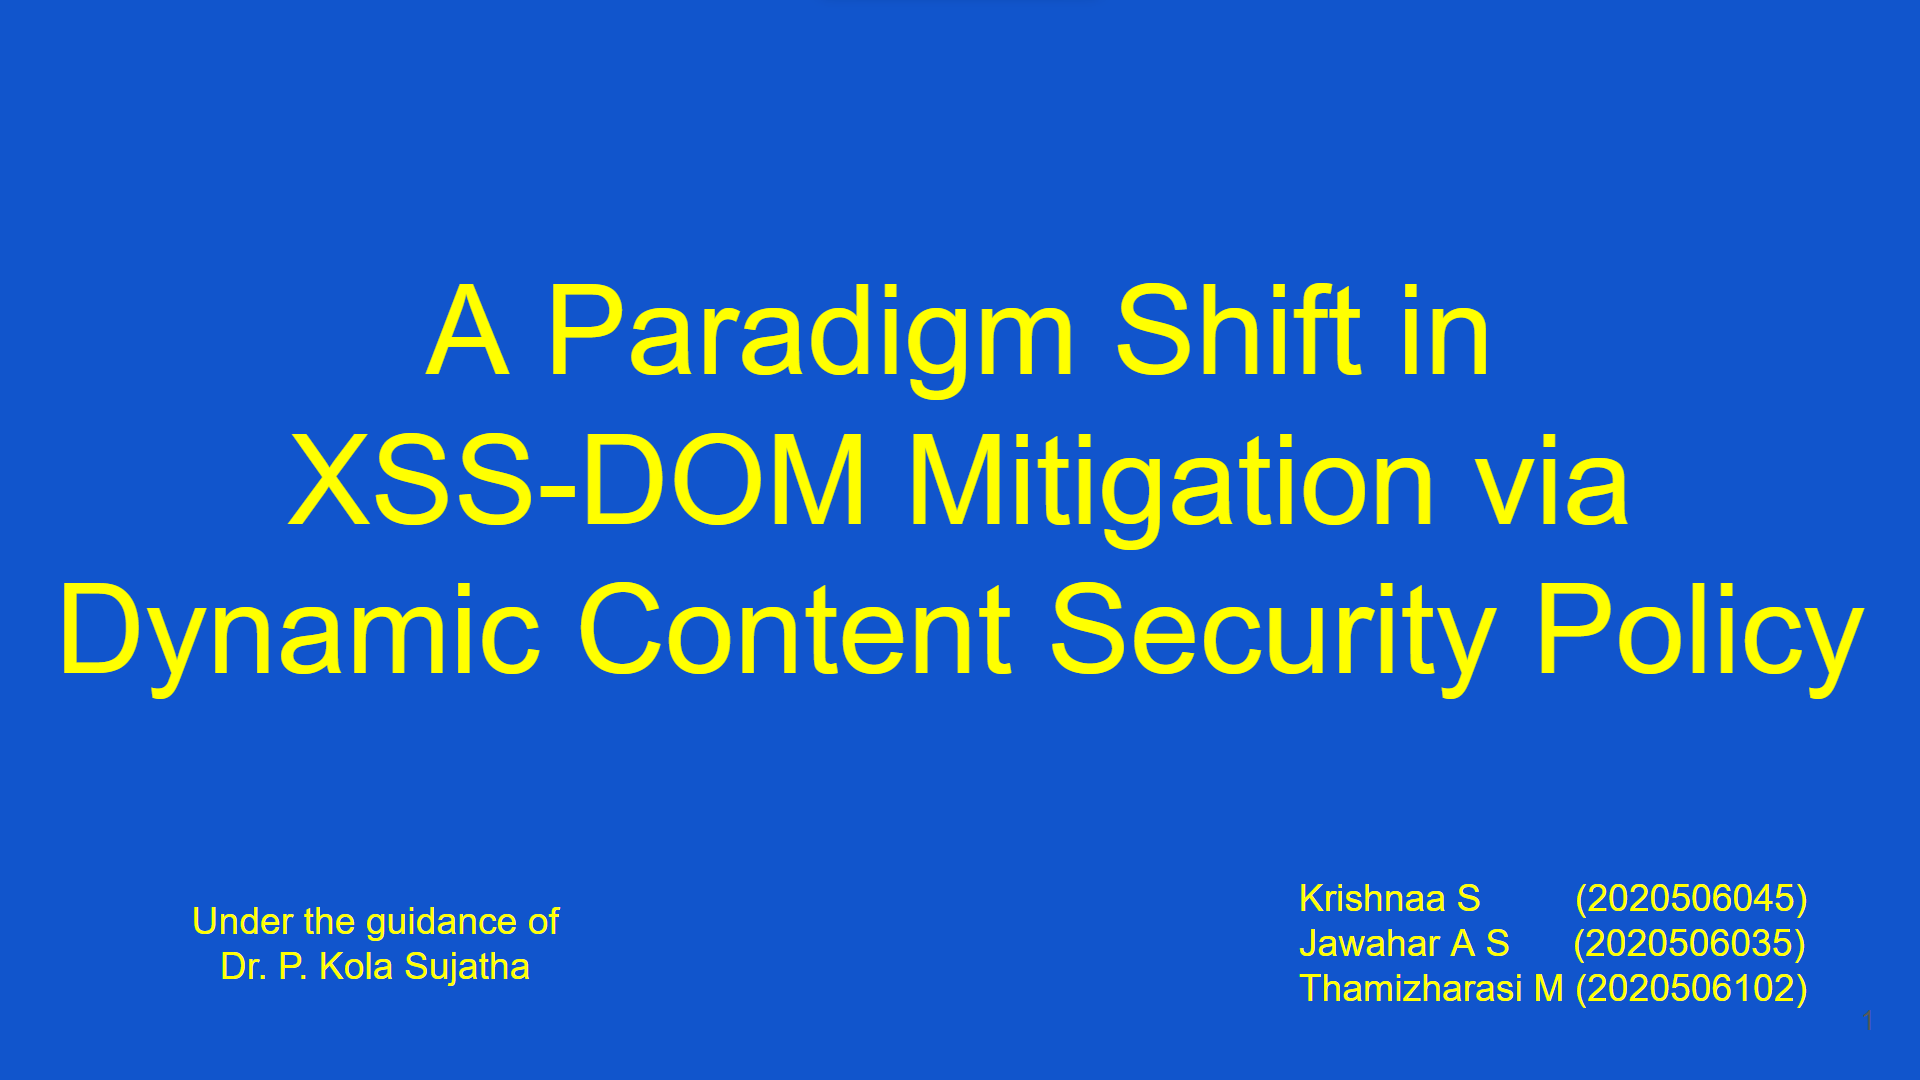 A Paradigm Shift in
XSS-DOM Mitigation via
Dynamic Content Security Policy
Under the guidance of
Dr. P. Kola Sujatha
Krishnaa S (2020506045)
Jawahar A S (2020506035)
Thamizharasi M (2020506102)
1